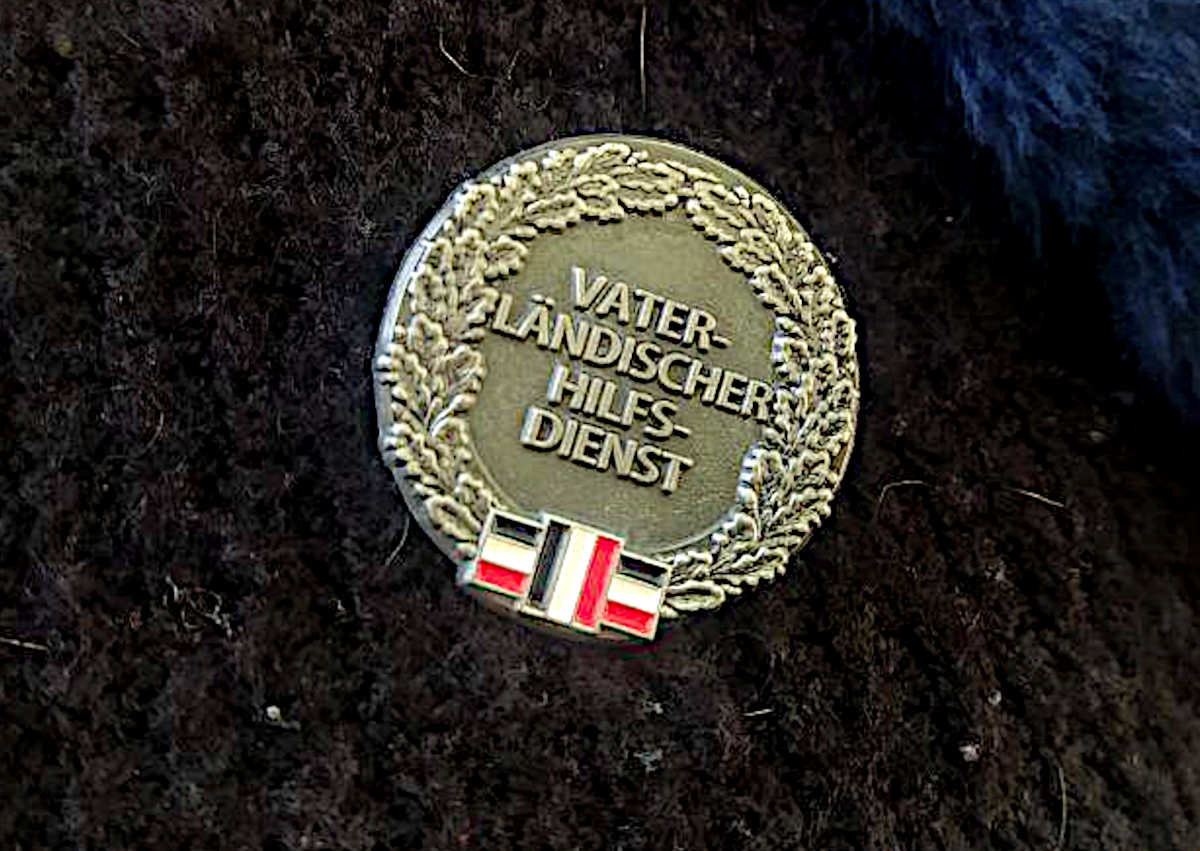 VATER-
LÄNDISCHER
HILFS-
DIENST